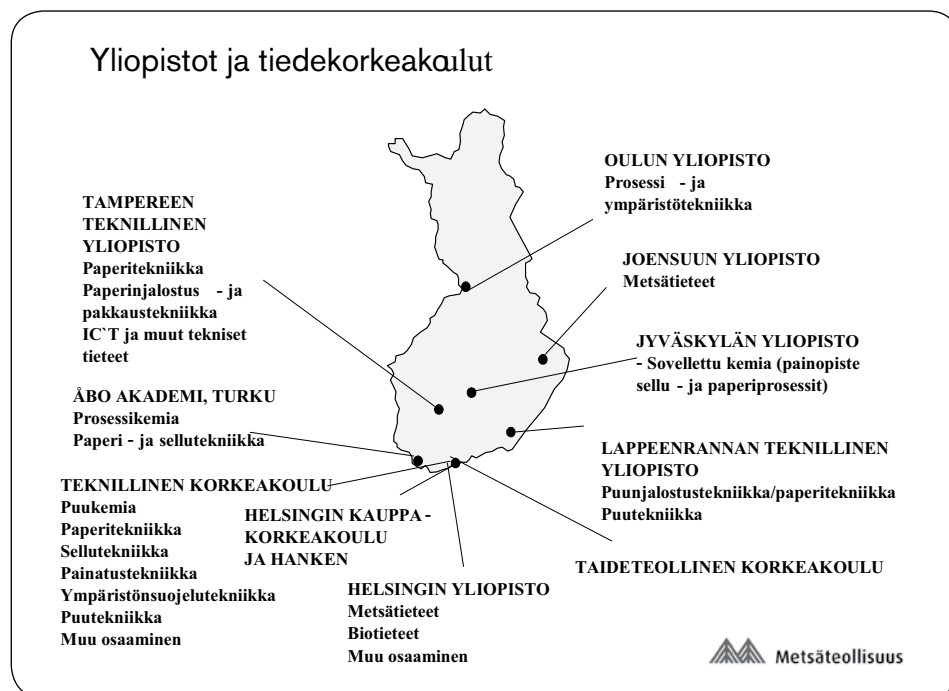 Yliopistot ja tiedekorkeakoulut
OULUN YLIOPISTO
Prosessi - ja
ympäristötekniikka
TAMPEREEN
TEKNILLINEN
YLIOPISTO
Paperitekniikka
Paperinjalostus - ja
pakkaustekniikka
IC`T ja muut tekniset
tieteet
JOENSUUN YLIOPISTO
Metsätieteet
JYVÄSKYLÄN YLIOPISTO
- Sovellettu kemia (painopiste
sellu - ja paperiprosessit)
ÅBO AKADEMI, TURKU
Prosessikemia
Paperi - ja sellutekniikka
LAPPEENRANNAN TEKNILLINEN
YLIOPISTO
Puunjalostustekniikka/paperitekniikka
Puutekniikka
TEKNILLINEN KORKEAKOULU
Puukemia
Paperitekniikka
Sellutekniikka
Painatustekniikka
Ympäristönsuojelutekniikka
Puutekniikka
Muu osaaminen
HELSINGIN KAUPPA-
KORKEAKOULU
JA HANKEN
HELSINGIN YLIOPISTO
Metsätieteet
Biotieteet
Muu osaaminen
TAIDETEOLLINEN KORKEAKOULU
Metsäteollisuus